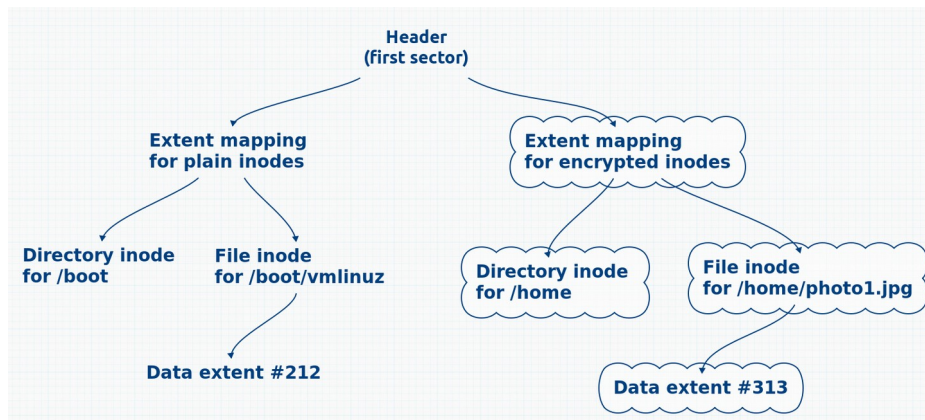 Header
(first sector)
Extent mapping
for plain inodes
Extent mapping
for encrypted inodes
Directory inode
for /boot
File inode
for /boot/vmlinuz
Directory inode
for /home
File inode
for /home/photo1.jpg
Data extent #212
Data extent #313